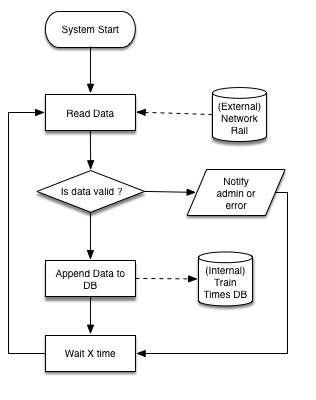 System Start
Read Data
(External)
Network
Rail
Is data valid ?
Notify
admin or
error
Append Data to
DB
(Internal)
Train
Times DB
Wait X time